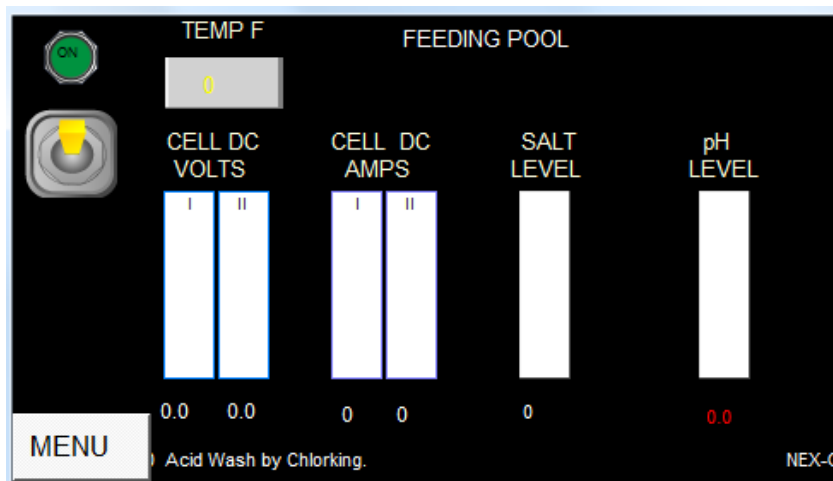 TEMP F
FEEDING POOL
ON
0
CELL DC VOLTS
CELL DC AMPS
SALT LEVEL
pH LEVEL
I II I II
0.0 0.0 0 0 0 0.0
MENU
Acid Wash by Chlorking.